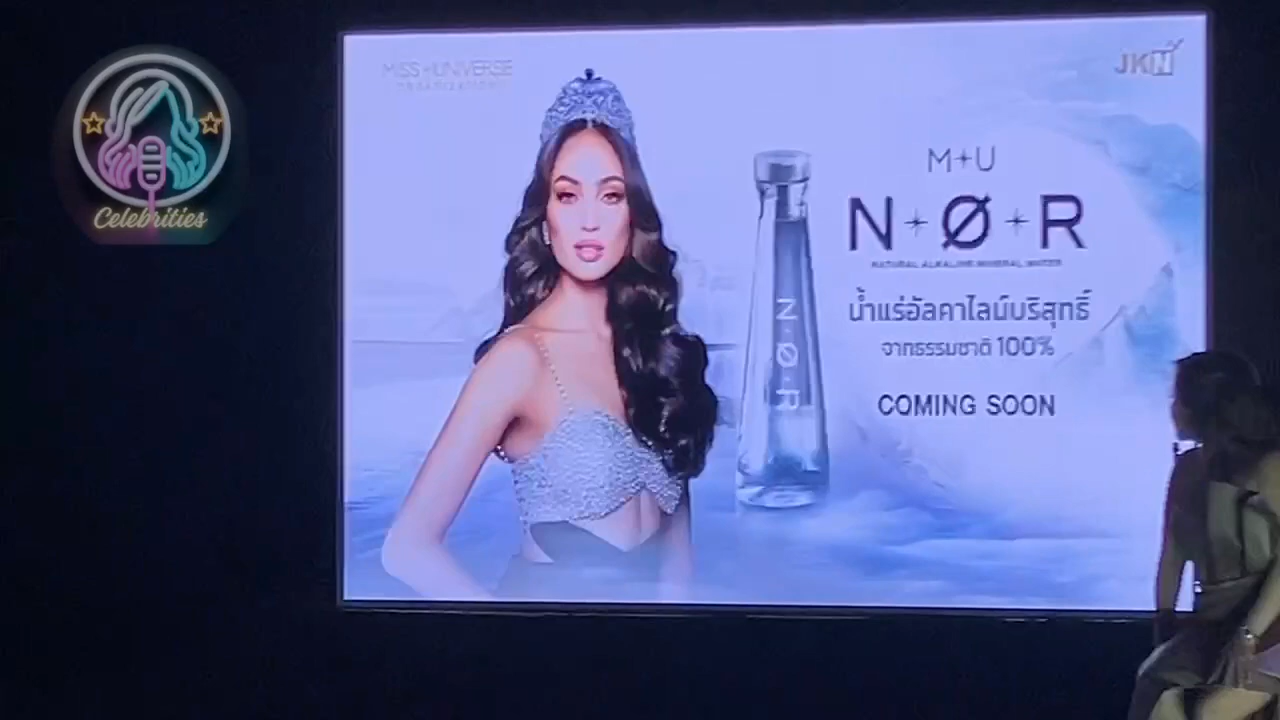 Celebrities
MISS UNIVERSE
ORGANIZATION
JKN
M+U
N+Ø+R
NATURAL ALKALINE MINERAL WATER
น้ำแร่อัลคาไลน์บริสุทธิ์
จากธรรมชาติ 100%
COMING SOON
N·Ø·R